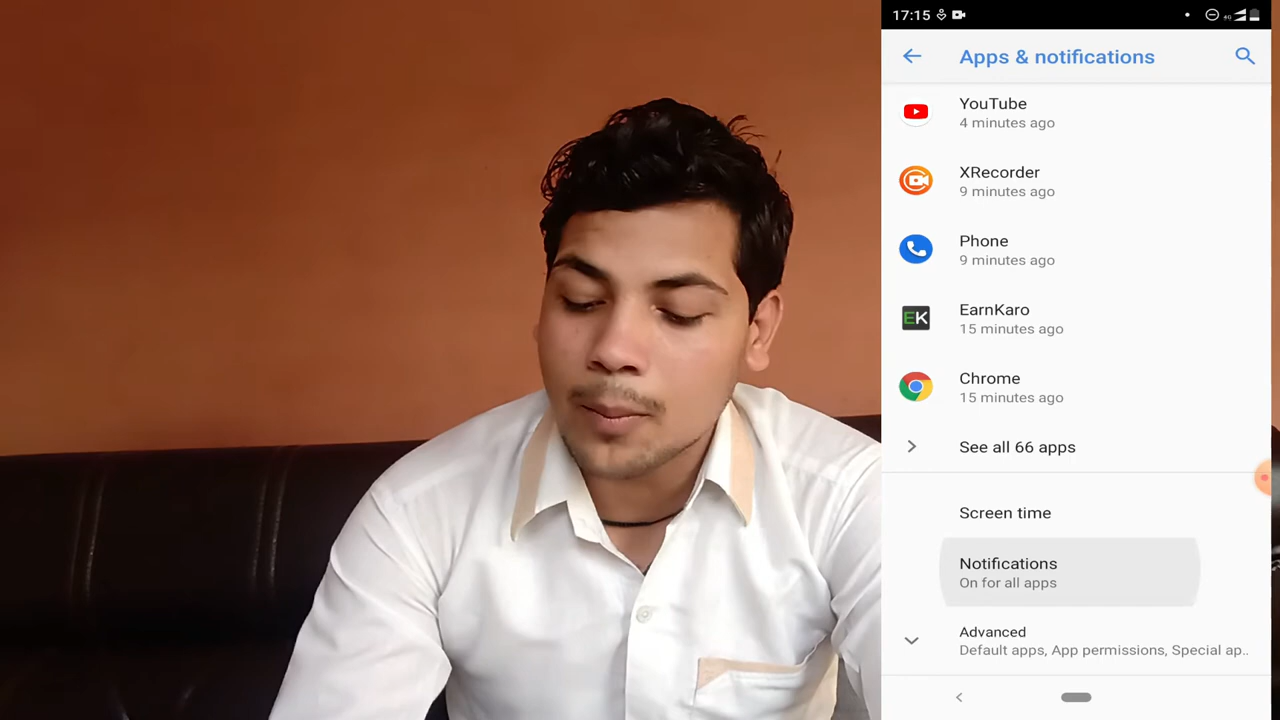 17:15
4G
Apps & notifications
YouTube
4 minutes ago
XRecorder
9 minutes ago
Phone
9 minutes ago
EK
EarnKaro
15 minutes ago
Chrome
15 minutes ago
See all 66 apps
Screen time
Notifications
On for all apps
Advanced
Default apps, App permissions, Special ap..